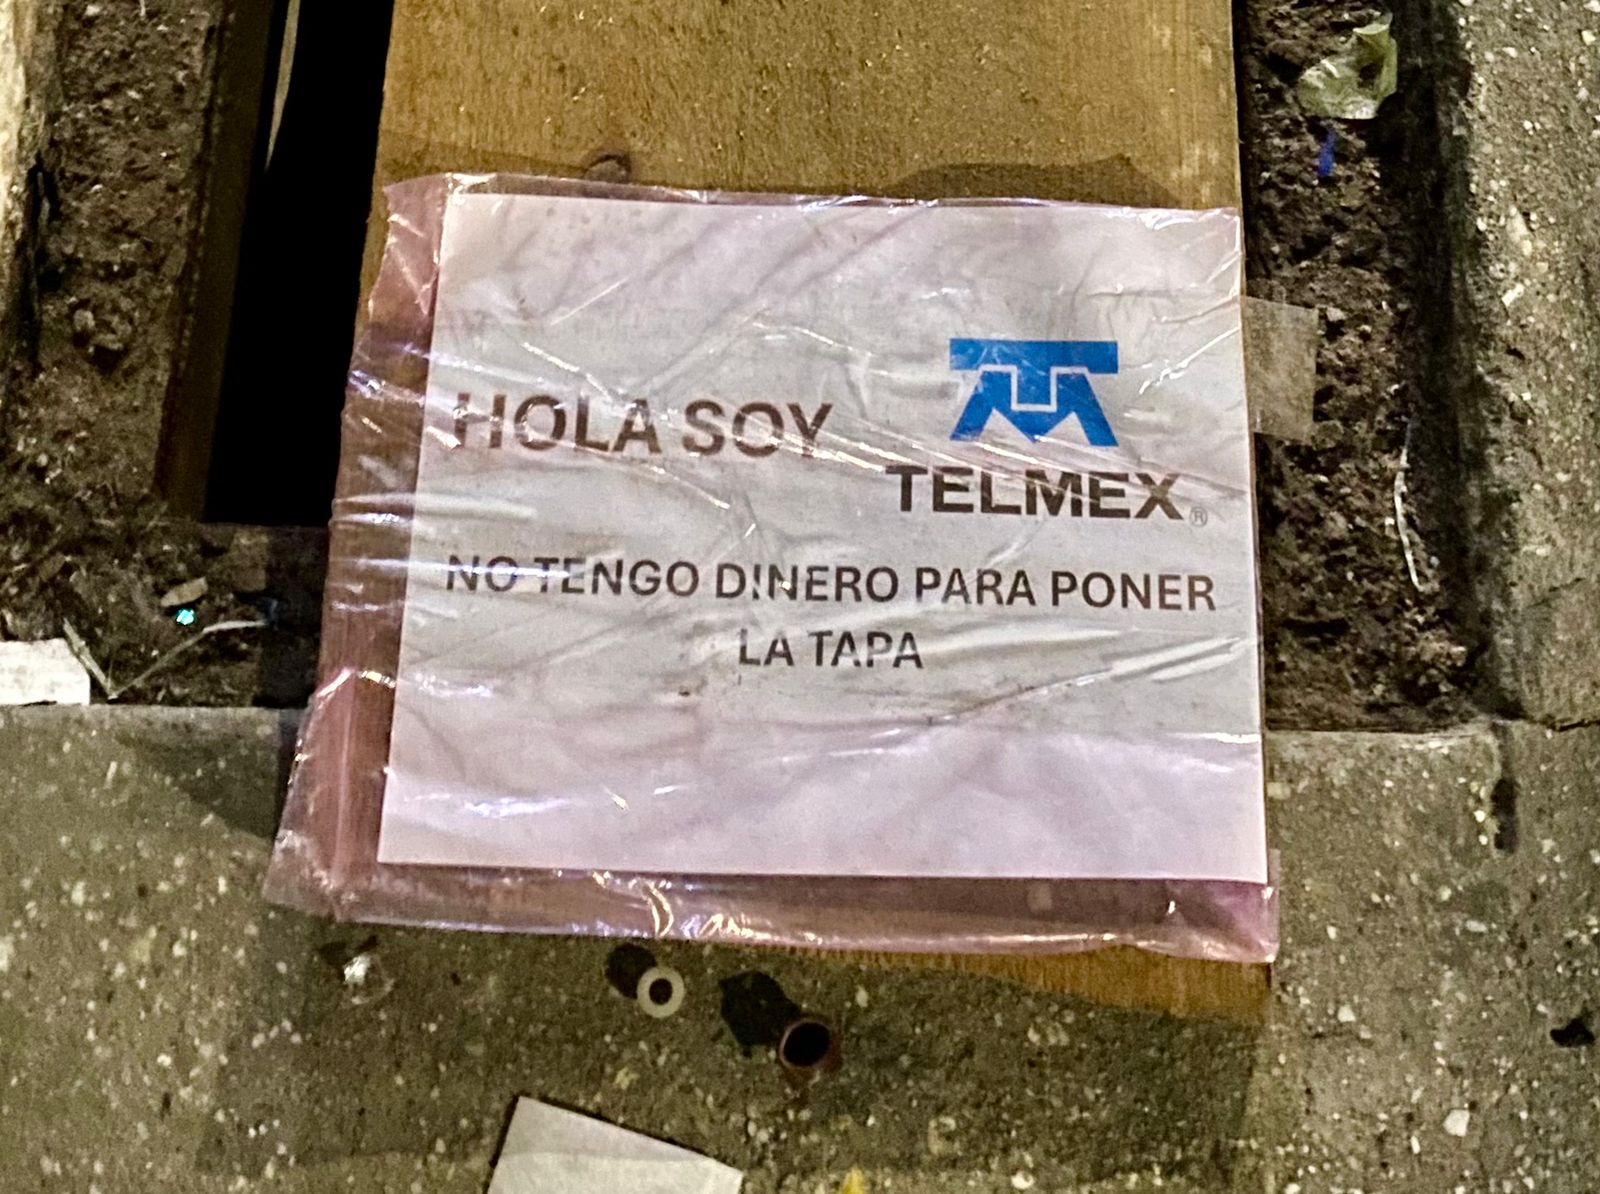 HOLA SOY
TELMEX®
NO TENGO DINERO PARA PONER
LA TAPA